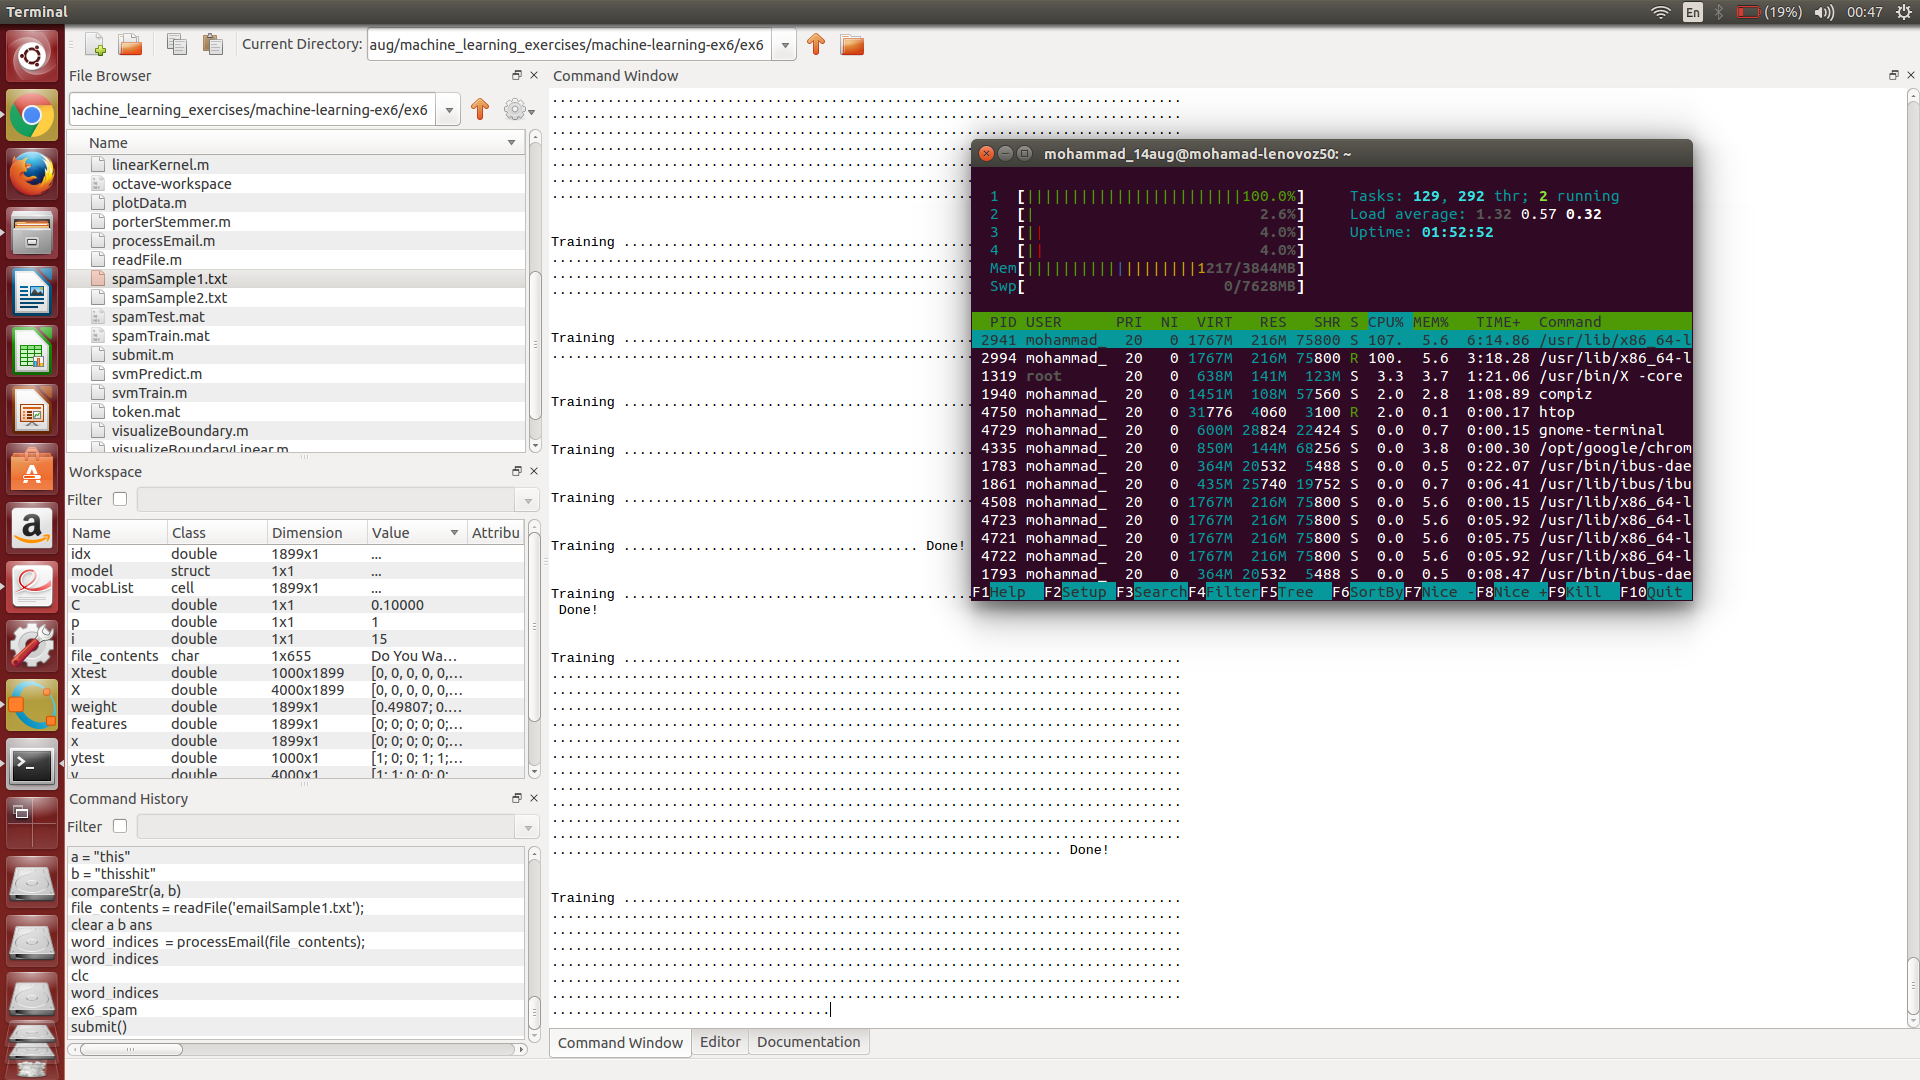 Terminal
En
(19%)
00:47
Current Directory:
aug/machine_learning_exercises/machine-learning-ex6/ex6
File Browser
Command Window
machine_learning_exercises/machine-learning-ex6/ex6
Name
linearKernel.m
octave-workspace
plotData.m
porterStemmer.m
processEmail.m
readFile.m
spamSample1.txt
spamSample2.txt
spamTest.mat
spamTrain.mat
submit.m
svmPredict.m
svmTrain.m
token.mat
visualizeBoundary.m
visualizeBoundaryLinear.m
Workspace
Filter
Name Class Dimension Value Attribu
idx double 1899x1 ...
model struct 1x1 ...
vocabList cell 1899x1 ...
C double 1x1 0.10000
p double 1x1 1
i double 1x1 15
file_contents char 1x655 Do You Wa...
Xtest double 1000x1899 [0, 0, 0, 0, 0,...
X double 4000x1899 [0, 0, 0, 0, 0,...
weight double 1899x1 [0.49807; 0....
features double 1899x1 [0; 0; 0; 0; 0;...
x double 1899x1 [0; 0; 0; 0; 0;...
ytest double 1000x1 [1; 0; 0; 1; 1;...
y double 4000x1 [1; 1; 0; 0; 0;
Command History
Filter
a = "this"
b = "thisshit"
compareStr(a, b)
file_contents = readFile('emailSample1.txt');
clear a b ans
word_indices = processEmail(file_contents);
word_indices
clc
word_indices
ex6_spam
submit()
Training
Training
Training
Training
Training
Training ..................................... Done!
Training
Done!
Training ......................................................................
Done!
Training ......................................................................
Command Window Editor Documentation
mohammad_14aug@mohamad-lenovoz50: ~
1 [||||||||||||||||||||||||100.0%]
2 [| 2.6%]
3 [|| 4.0%]
4 [|| 4.0%]
Mem[|||||||||||||||||||1217/3844MB]
Swp[ 0/7628MB]
Tasks: 129, 292 thr; 2 running
Load average: 1.32 0.57 0.32
Uptime: 01:52:52
PID USER PRI NI VIRT RES SHR S CPU% MEM% TIME+ Command
2941 mohammad_ 20 0 1767M 216M 75800 S 107. 5.6 6:14.86 /usr/lib/x86_64-l
2994 mohammad_ 20 0 1767M 216M 75800 R 100. 5.6 3:18.28 /usr/lib/x86_64-l
1319 root 20 0 638M 141M 123M S 3.3 3.7 1:21.06 /usr/bin/X -core
1940 mohammad_ 20 0 1451M 108M 57560 S 2.0 2.8 1:08.89 compiz
4750 mohammad_ 20 0 31776 4060 3100 R 2.0 0.1 0:00.17 htop
4729 mohammad_ 20 0 600M 28824 22424 S 0.0 0.7 0:00.15 gnome-terminal
4335 mohammad_ 20 0 850M 144M 68256 S 0.0 3.8 0:00.30 /opt/google/chrom
1783 mohammad_ 20 0 364M 20532 5488 S 0.0 0.5 0:22.07 /usr/bin/ibus-dae
1861 mohammad_ 20 0 435M 25740 19752 S 0.0 0.7 0:06.41 /usr/lib/ibus/ibu
4508 mohammad_ 20 0 1767M 216M 75800 S 0.0 5.6 0:00.15 /usr/lib/x86_64-l
4723 mohammad_ 20 0 1767M 216M 75800 S 0.0 5.6 0:05.92 /usr/lib/x86_64-l
4721 mohammad_ 20 0 1767M 216M 75800 S 0.0 5.6 0:05.75 /usr/lib/x86_64-l
4722 mohammad_ 20 0 1767M 216M 75800 S 0.0 5.6 0:05.92 /usr/lib/x86_64-l
1793 mohammad_ 20 0 364M 20532 5488 S 0.0 0.5 0:08.47 /usr/bin/ibus-dae
F1Help F2Setup F3SearchF4FilterF5Tree F6SortByF7Nice -F8Nice +F9Kill F10Quit